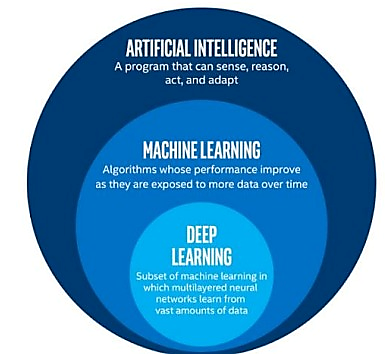 ARTIFICIAL INTELLIGENCE
A program that can sense, reason,
act, and adapt
MACHINE LEARNING
Algorithms whose performance improve
as they are exposed to more data over time
DEEP
LEARNING
Subset of machine learning in
which multilayered neural
networks learn from
vast amounts of data